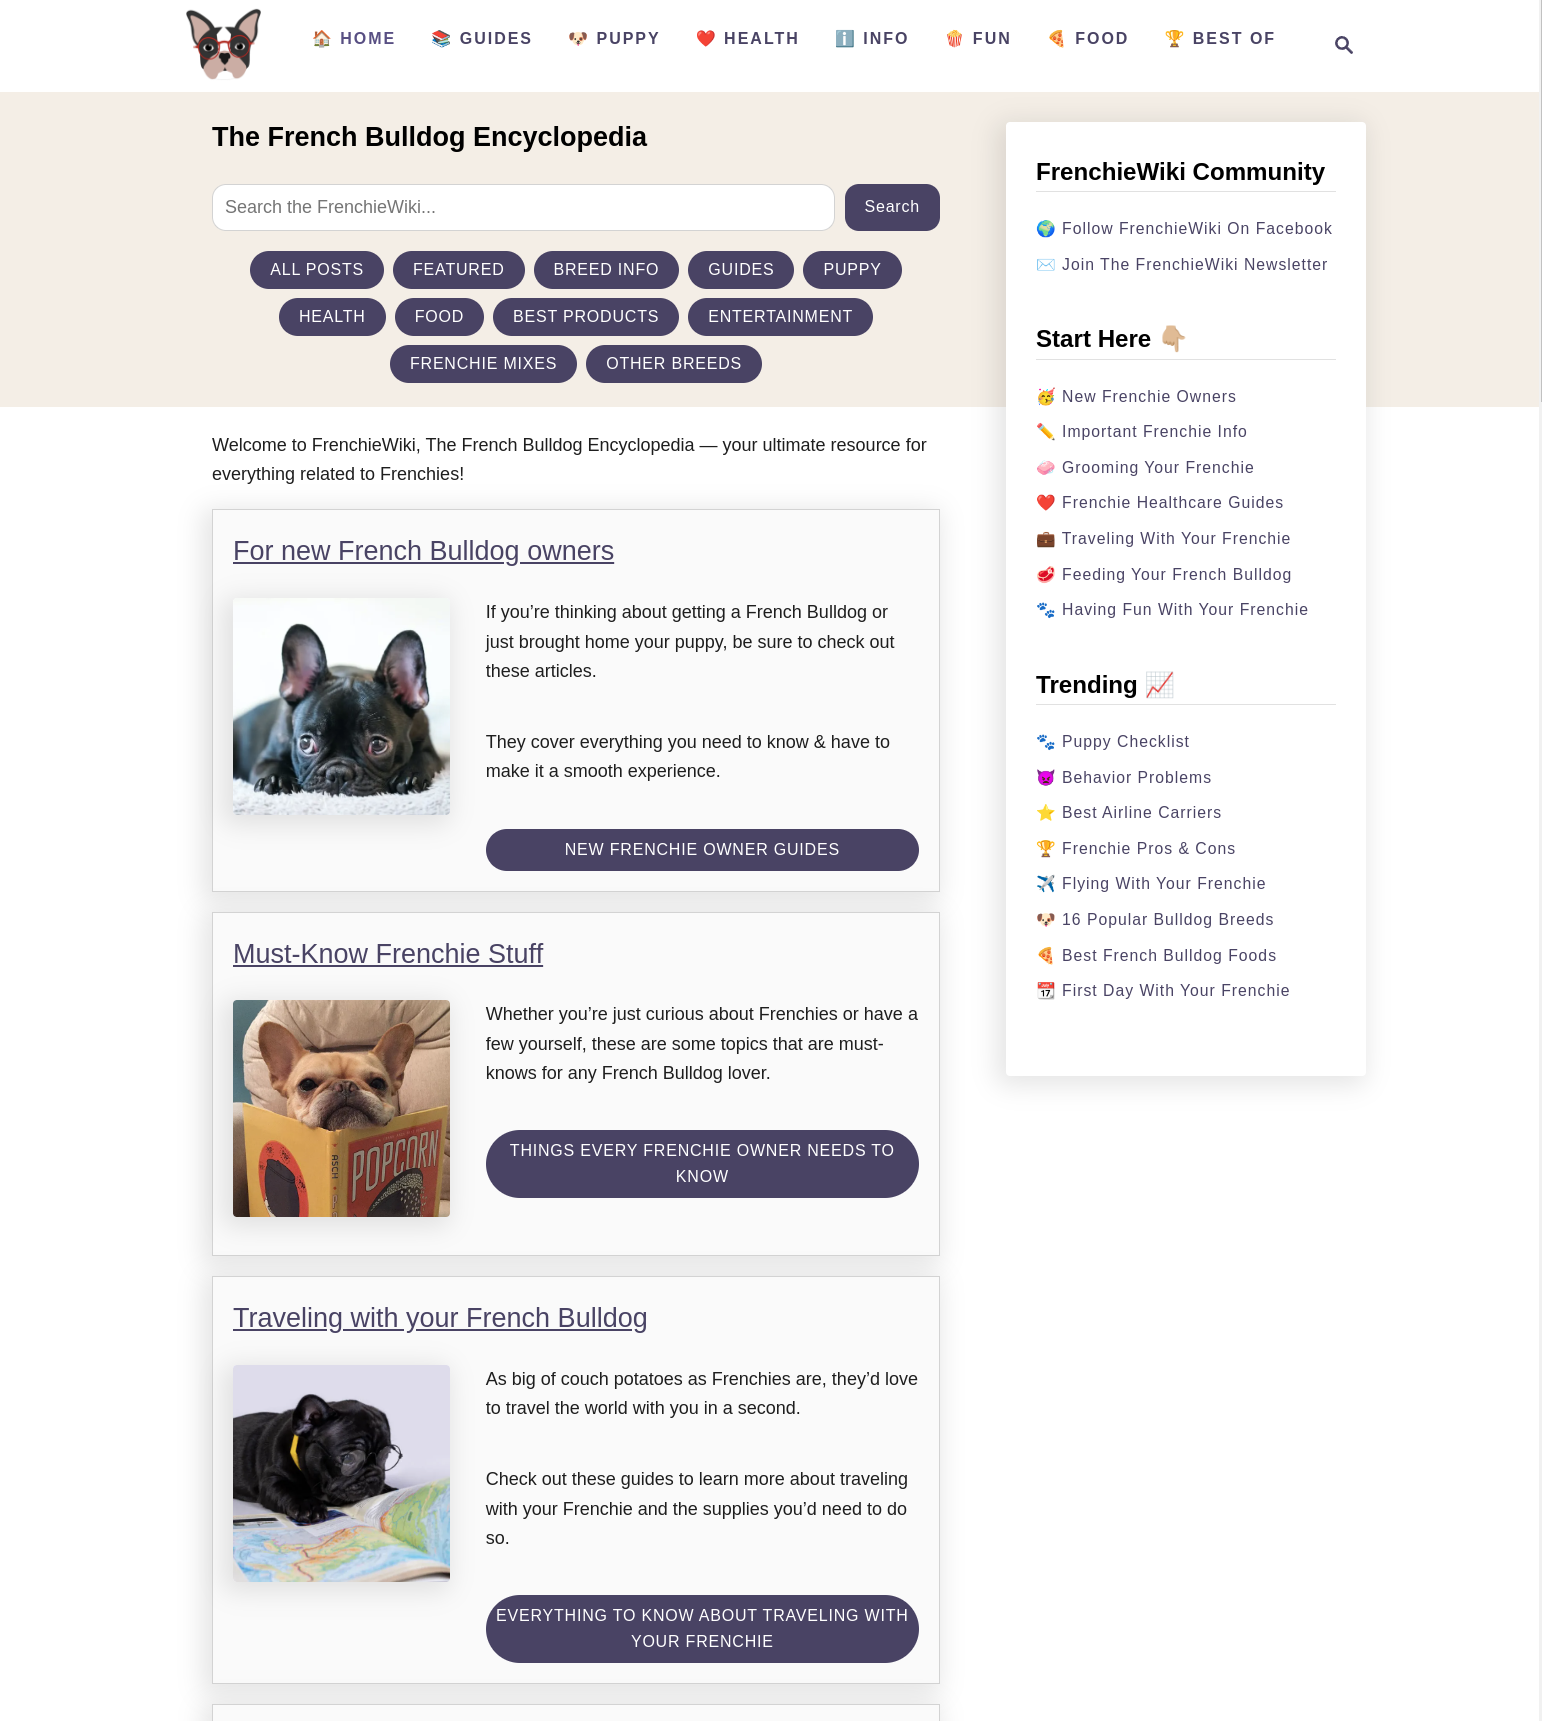 🏠 HOME 📚 GUIDES 🐶 PUPPY ❤️ HEALTH ℹ️ INFO 🍿 FUN 🍕 FOOD 🏆 BEST OF
The French Bulldog Encyclopedia
Search the FrenchieWiki...
Search
ALL POSTS FEATURED BREED INFO GUIDES PUPPY
HEALTH FOOD BEST PRODUCTS ENTERTAINMENT
FRENCHIE MIXES OTHER BREEDS
Welcome to FrenchieWiki, The French Bulldog Encyclopedia — your ultimate resource for
everything related to Frenchies!
For new French Bulldog owners
If you’re thinking about getting a French Bulldog or
just brought home your puppy, be sure to check out
these articles.
They cover everything you need to know & have to
make it a smooth experience.
NEW FRENCHIE OWNER GUIDES
Must-Know Frenchie Stuff
POPCORN
ASCH
Whether you’re just curious about Frenchies or have a
few yourself, these are some topics that are must-
knows for any French Bulldog lover.
THINGS EVERY FRENCHIE OWNER NEEDS TO
KNOW
Traveling with your French Bulldog
As big of couch potatoes as Frenchies are, they’d love
to travel the world with you in a second.
Check out these guides to learn more about traveling
with your Frenchie and the supplies you’d need to do
so.
EVERYTHING TO KNOW ABOUT TRAVELING WITH
YOUR FRENCHIE
FrenchieWiki Community
🌍 Follow FrenchieWiki On Facebook
✉️ Join The FrenchieWiki Newsletter
Start Here 👇🏼
🥳 New Frenchie Owners
✏️ Important Frenchie Info
🧼 Grooming Your Frenchie
❤️ Frenchie Healthcare Guides
💼 Traveling With Your Frenchie
🥩 Feeding Your French Bulldog
🐾 Having Fun With Your Frenchie
Trending 📈
🐾 Puppy Checklist
👿 Behavior Problems
⭐ Best Airline Carriers
🏆 Frenchie Pros & Cons
✈️ Flying With Your Frenchie
🐶 16 Popular Bulldog Breeds
🍕 Best French Bulldog Foods
📆 First Day With Your Frenchie